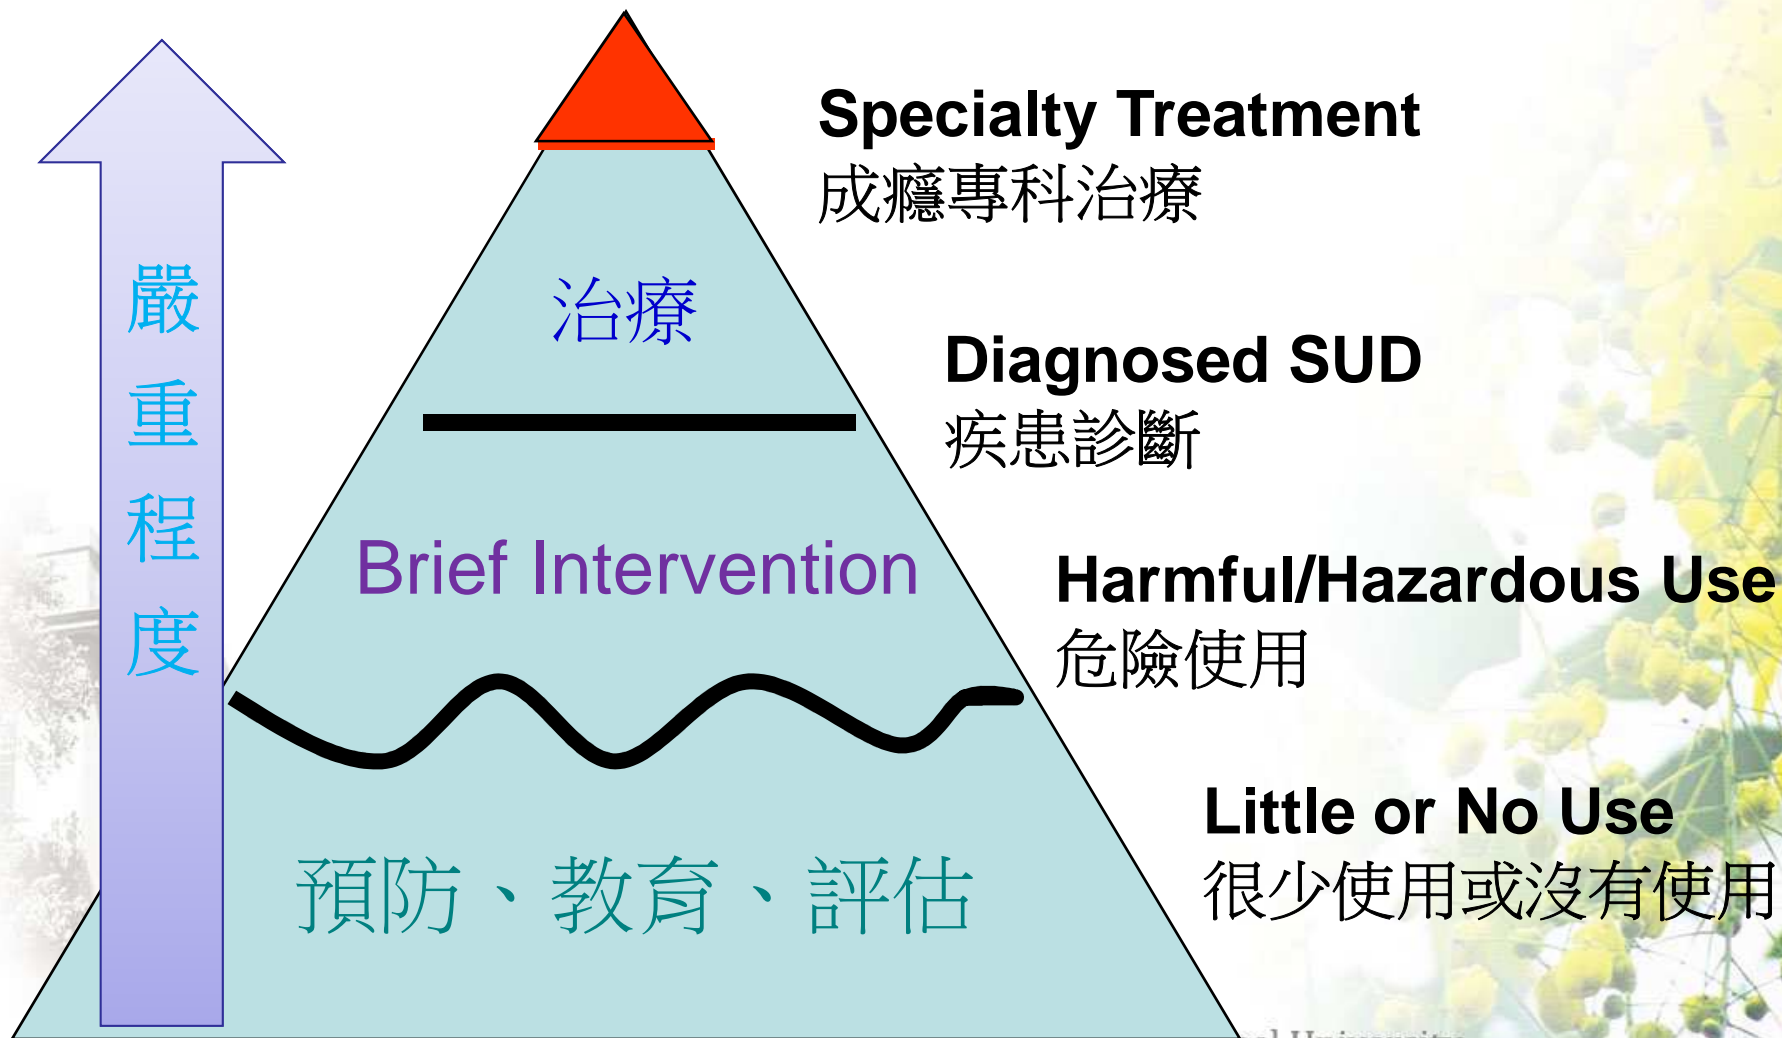 Specialty Treatment
成癮專科治療
嚴重程度
治療
Diagnosed SUD
疾患診斷
Brief Intervention
Harmful/Hazardous Use
危險使用
Little or No Use
很少使用或沒有使用
預防、教育、評估